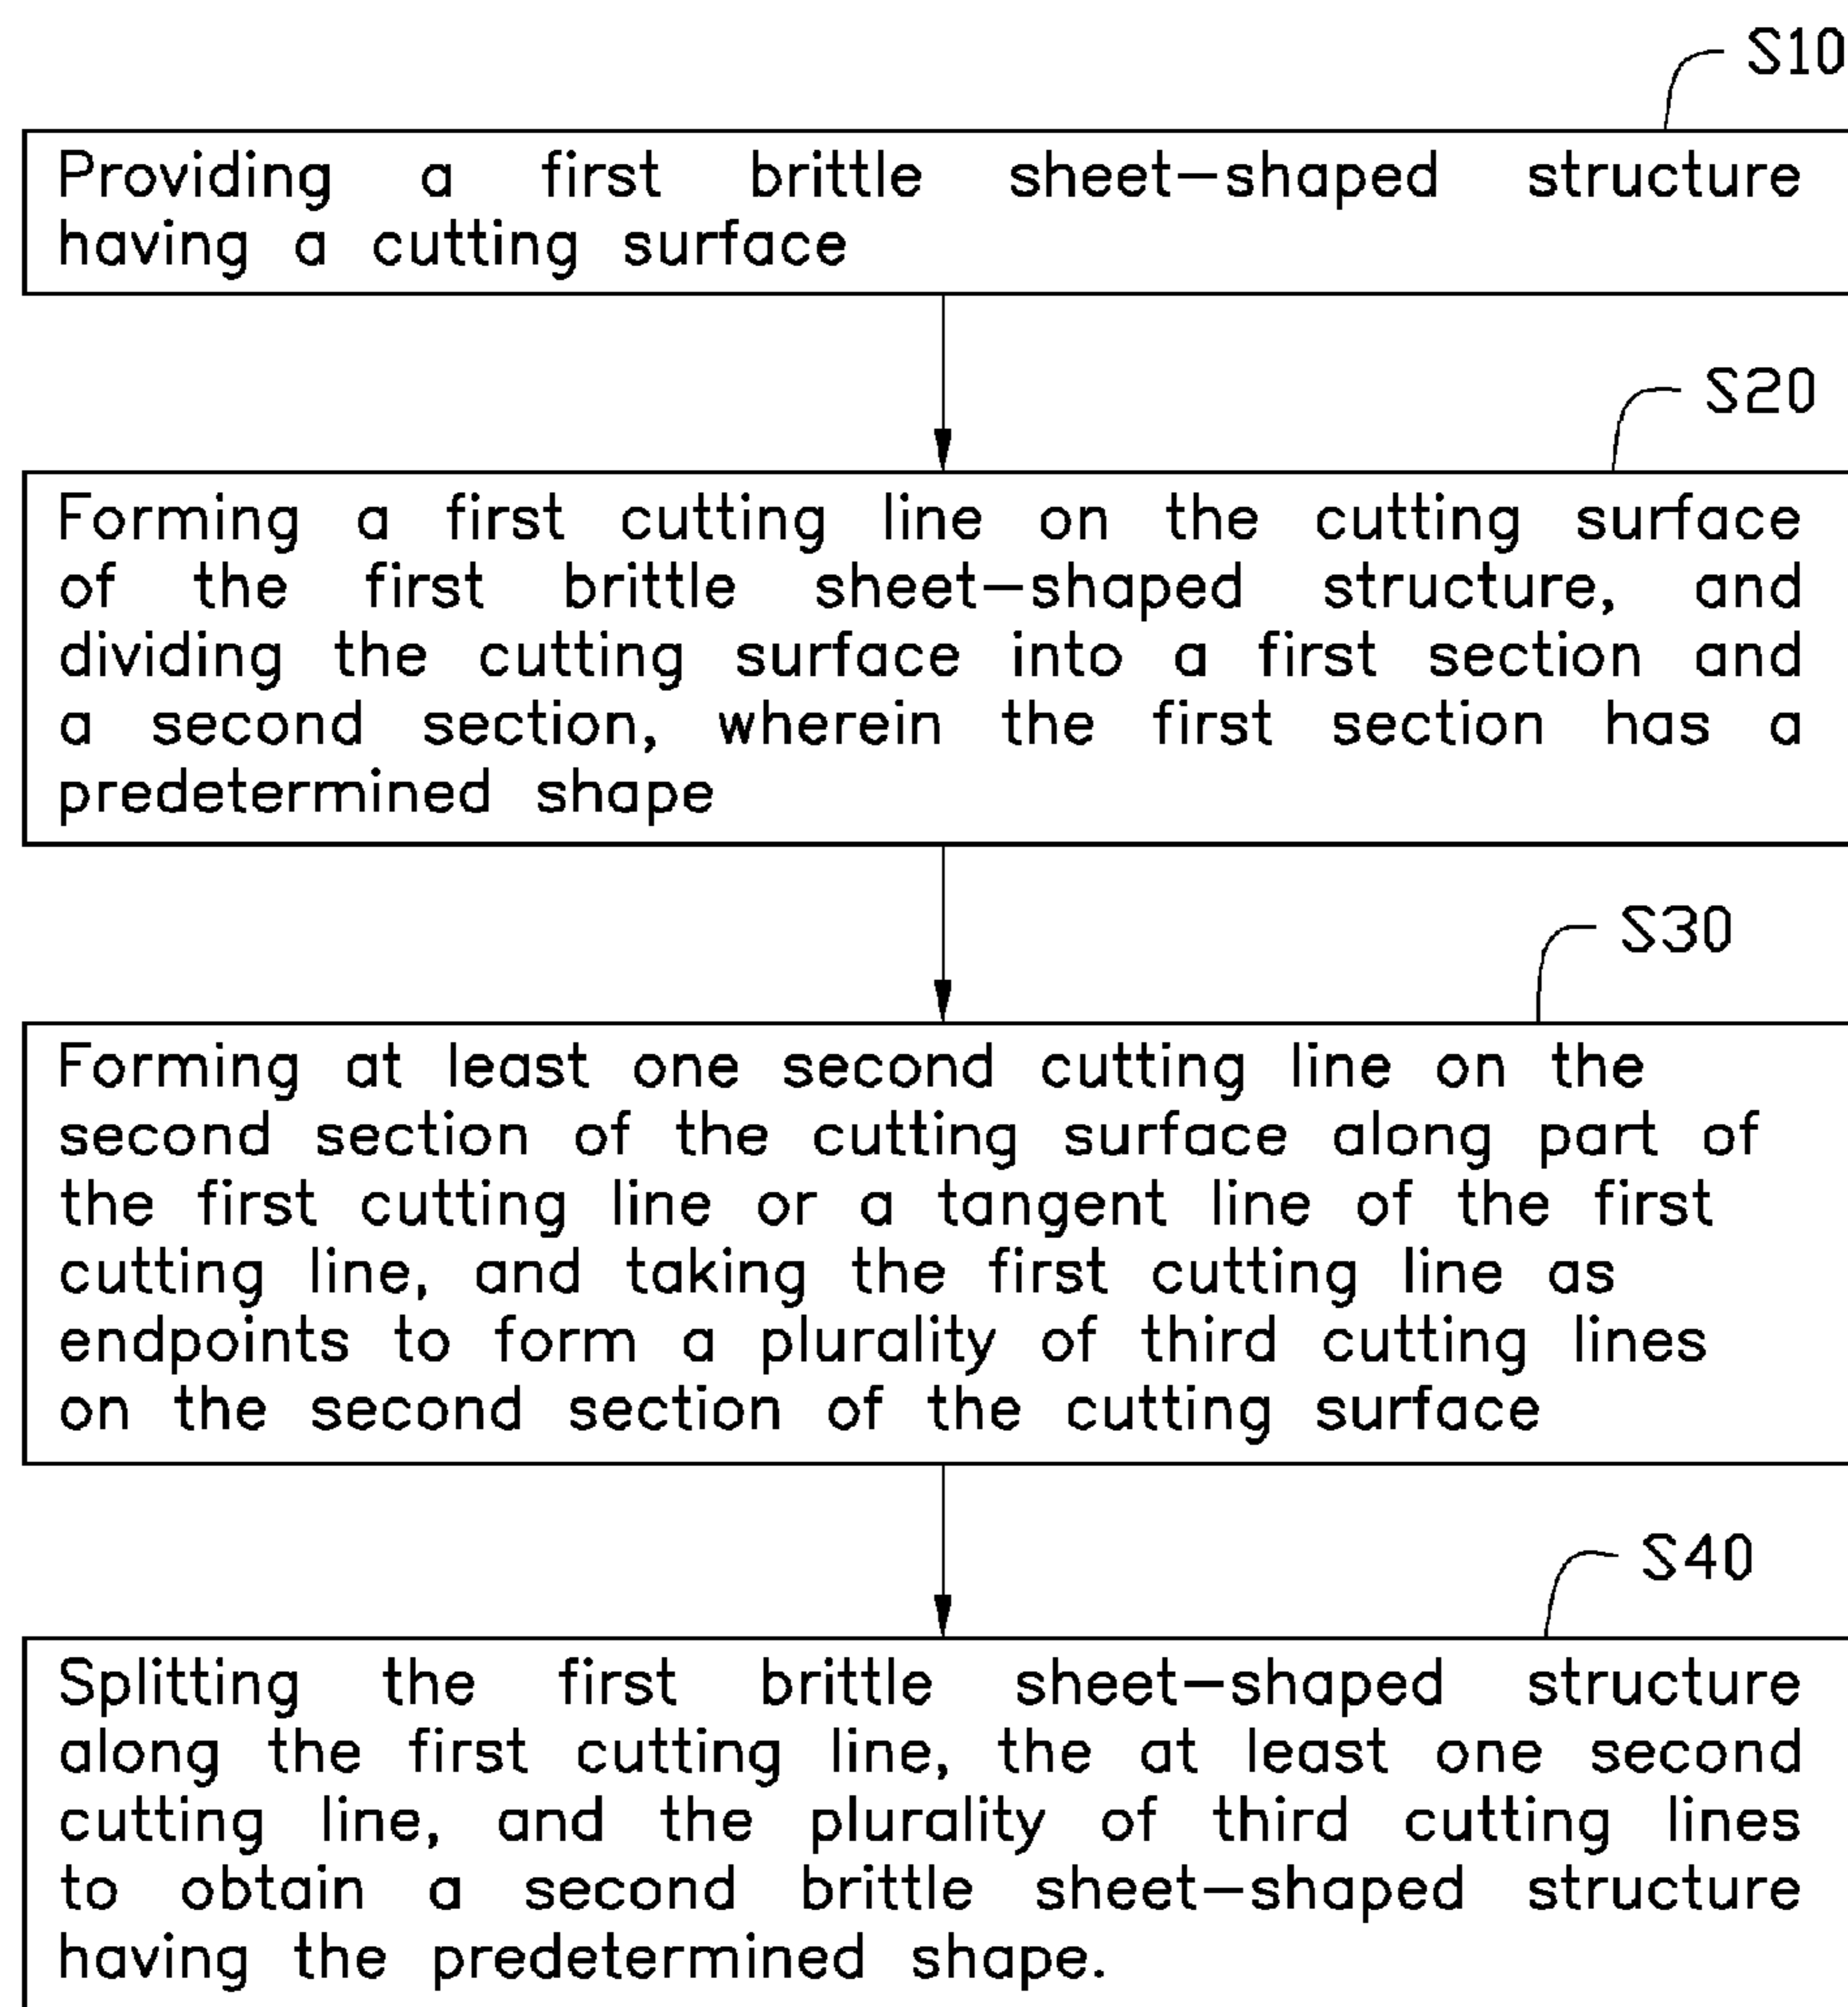 S10
Providing a first brittle sheet-shaped structure
having a cutting surface
S20
Forming a first cutting line on the cutting surface
of the first brittle sheet-shaped structure, and
dividing the cutting surface into a first section and
a second section, wherein the first section has a
predetermined shape
S30
Forming at least one second cutting line on the
second section of the cutting surface along part of
the first cutting line or a tangent line of the first
cutting line, and taking the first cutting line as
endpoints to form a plurality of third cutting lines
on the second section of the cutting surface
S40
Splitting the first brittle sheet-shaped structure
along the first cutting line, the at least one second
cutting line, and the plurality of third cutting lines
to obtain a second brittle sheet-shaped structure
having the predetermined shape.